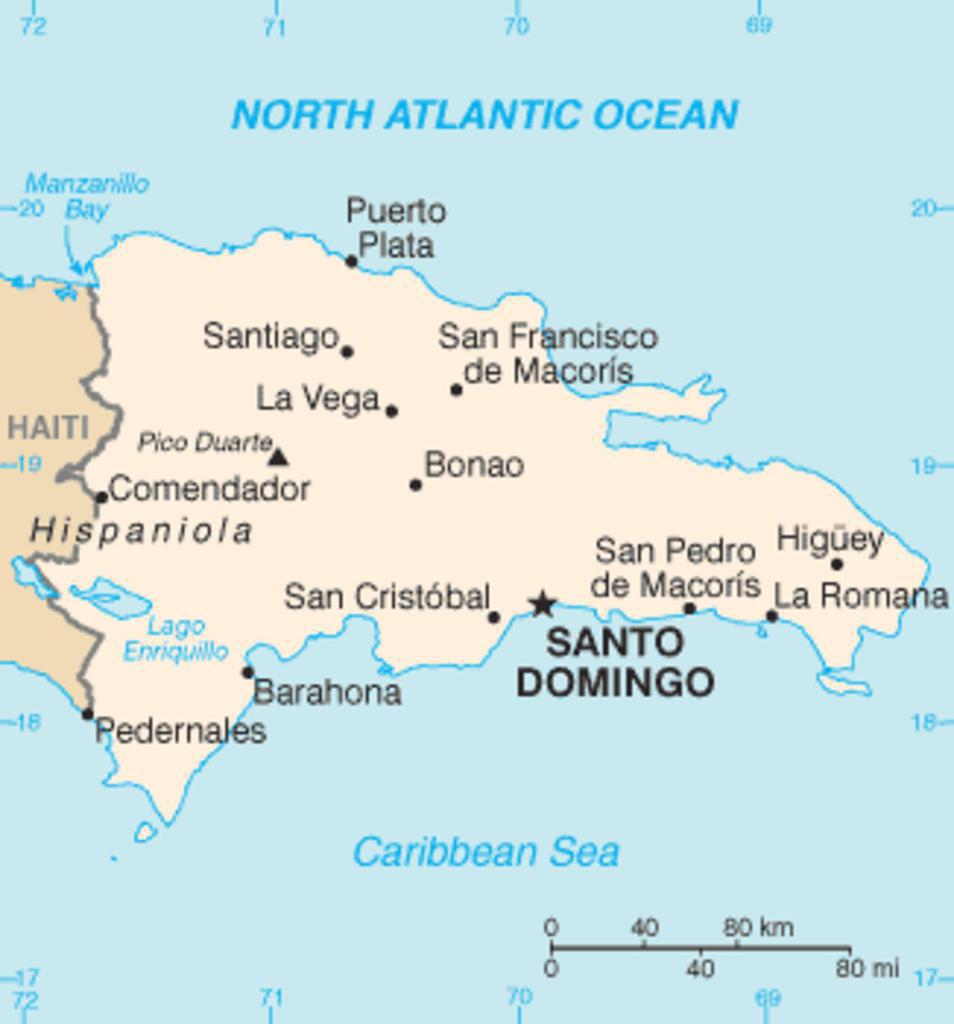 72 71 70 69
NORTH ATLANTIC OCEAN
Manzanillo
Bay
20
20
Puerto
Plata
Santiago
San Francisco
de Macorís
La Vega
HAITI
Pico Duarte
19
19
Bonao
Comendador
Hispaniola
Higüey
San Pedro
de Macorís
La Romana
San Cristóbal
Lago
Enriquillo
SANTO
DOMINGO
Barahona
18
18
Pedernales
Caribbean Sea
0 40 80 km
0 40 80 mi
17
17
72 71 70 69